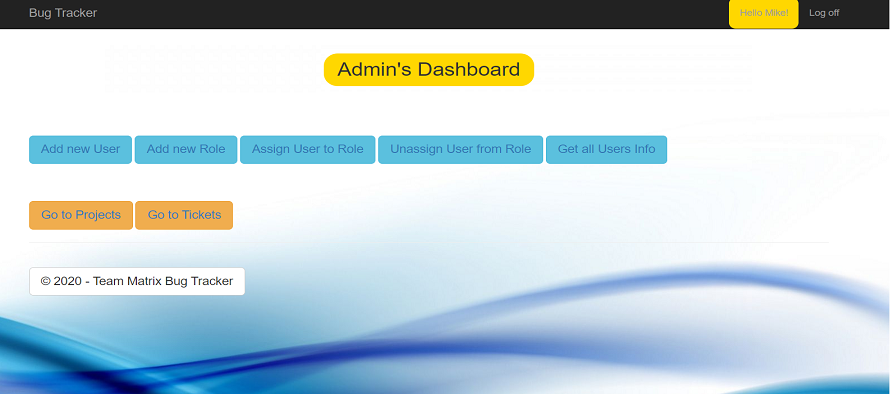 Bug Tracker Hello Mike! Log off
Admin's Dashboard
Add new User Add new Role Assign User to Role Unassign User from Role Get all Users Info
Go to Projects Go to Tickets
© 2020 - Team Matrix Bug Tracker